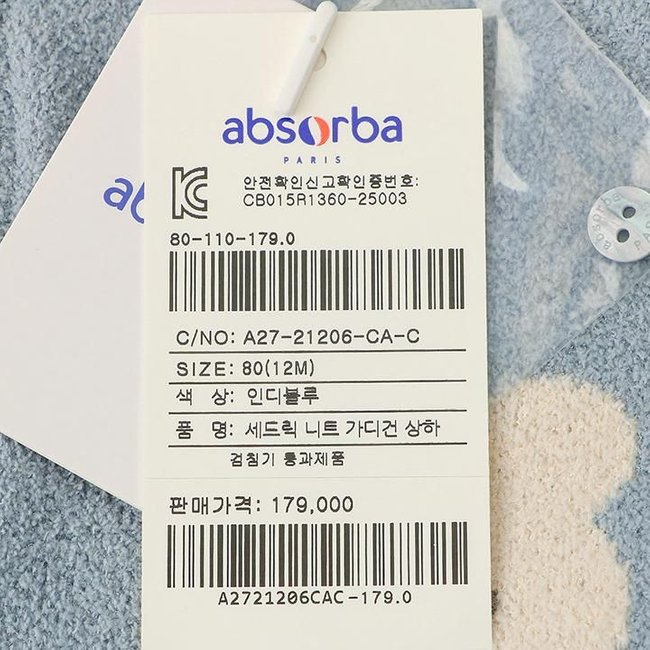 absorba
PARIS
안전확인신고확인증번호:
CB015R1360-25003
80-110-179.0
C/NO: A27-21206-CA-C
SIZE: 80(12M)
색 상: 인디블루
품 명: 세드릭 니트 가디건 상하
검침기 통과제품
판매가격: 179,000
A2721206CAC-179.0